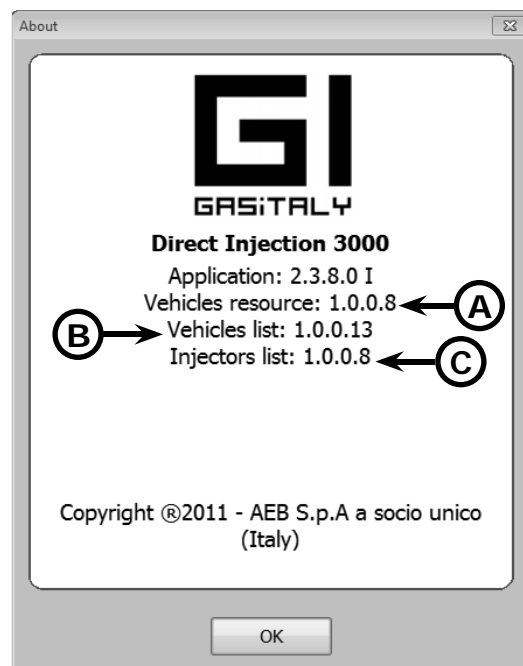 About
GI
GASiTALY
Direct Injection 3000
Application: 2.3.8.0 I
Vehicles resource: 1.0.0.8
A
B
Vehicles list: 1.0.0.13
Injectors list: 1.0.0.8
C
Copyright ®2011 - AEB S.p.A a socio unico
(Italy)
OK